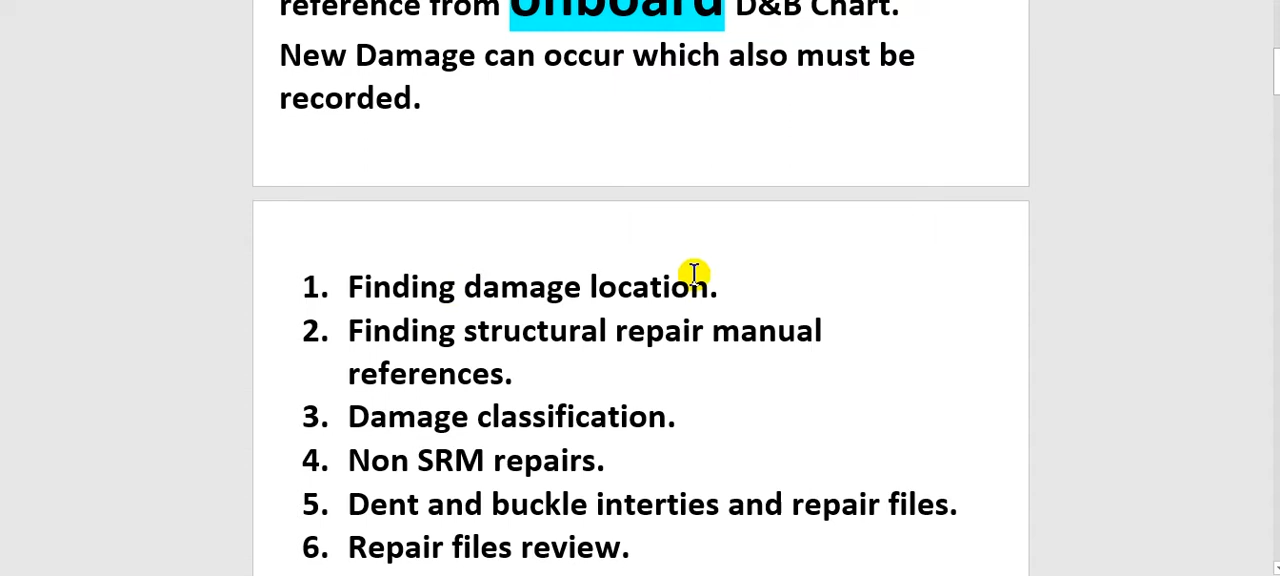 reference from onboard D&B Chart.
New Damage can occur which also must be
recorded.
1. Finding damage location.
2. Finding structural repair manual
references.
3. Damage classification.
4. Non SRM repairs.
5. Dent and buckle interties and repair files.
6. Repair files review.